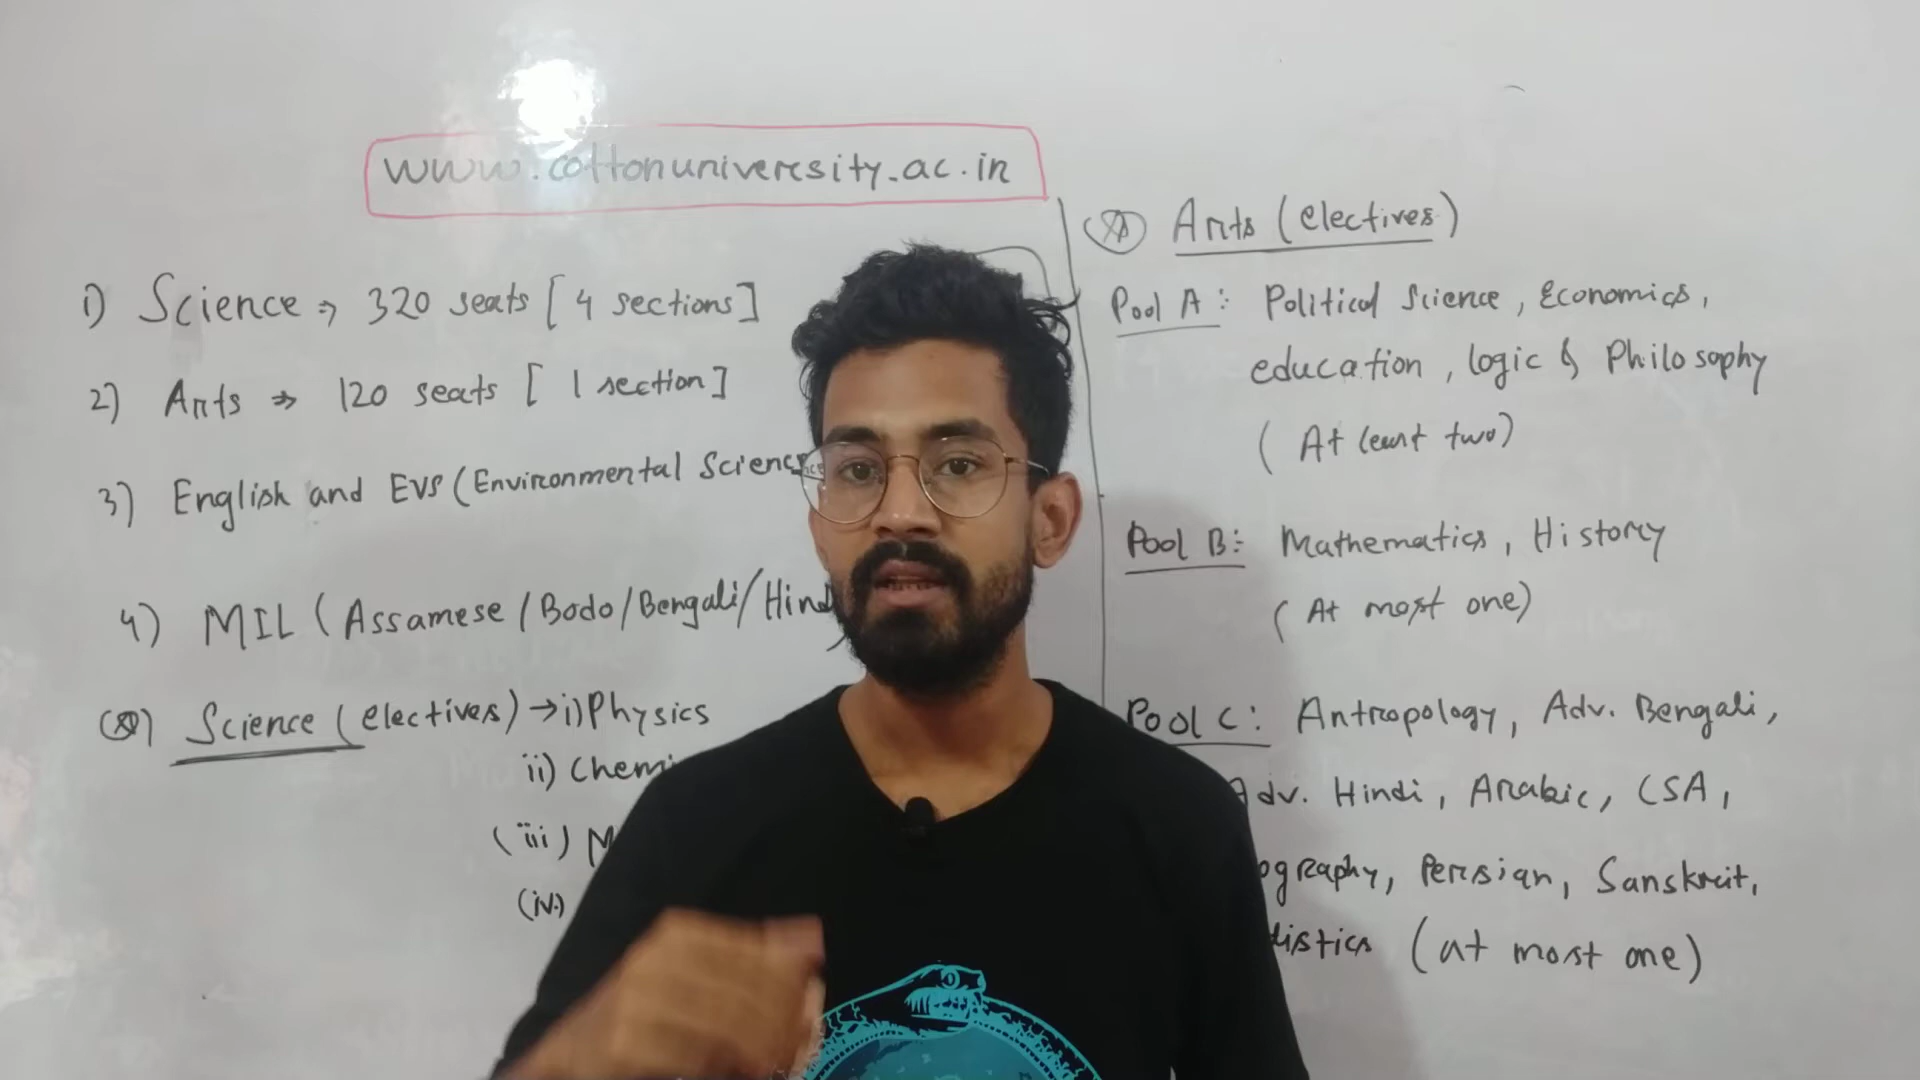 www.cottonuniversity.ac.in
1) Science ⇒ 320 seats [ 4 sections ]
2) Arts ⇒ 120 seats [ 1 section ]
3) English and EVS (Environmental Science
4) MIL ( Assamese / Bodo / Bengali / Hindi
Science ( electives ) → i) Physics
ii) Chemi
(iii) M
(iv)
Arts ( electives )
Pool A : Political Science, Economics,
education, logic & Philosophy
( At least two )
Pool B : Mathematics, History
( At most one )
Pool C : Antropology, Adv. Bengali,
Adv. Hindi, Arabic, CSA,
ography, Persian, Sanskrit,
tistics ( at most one )